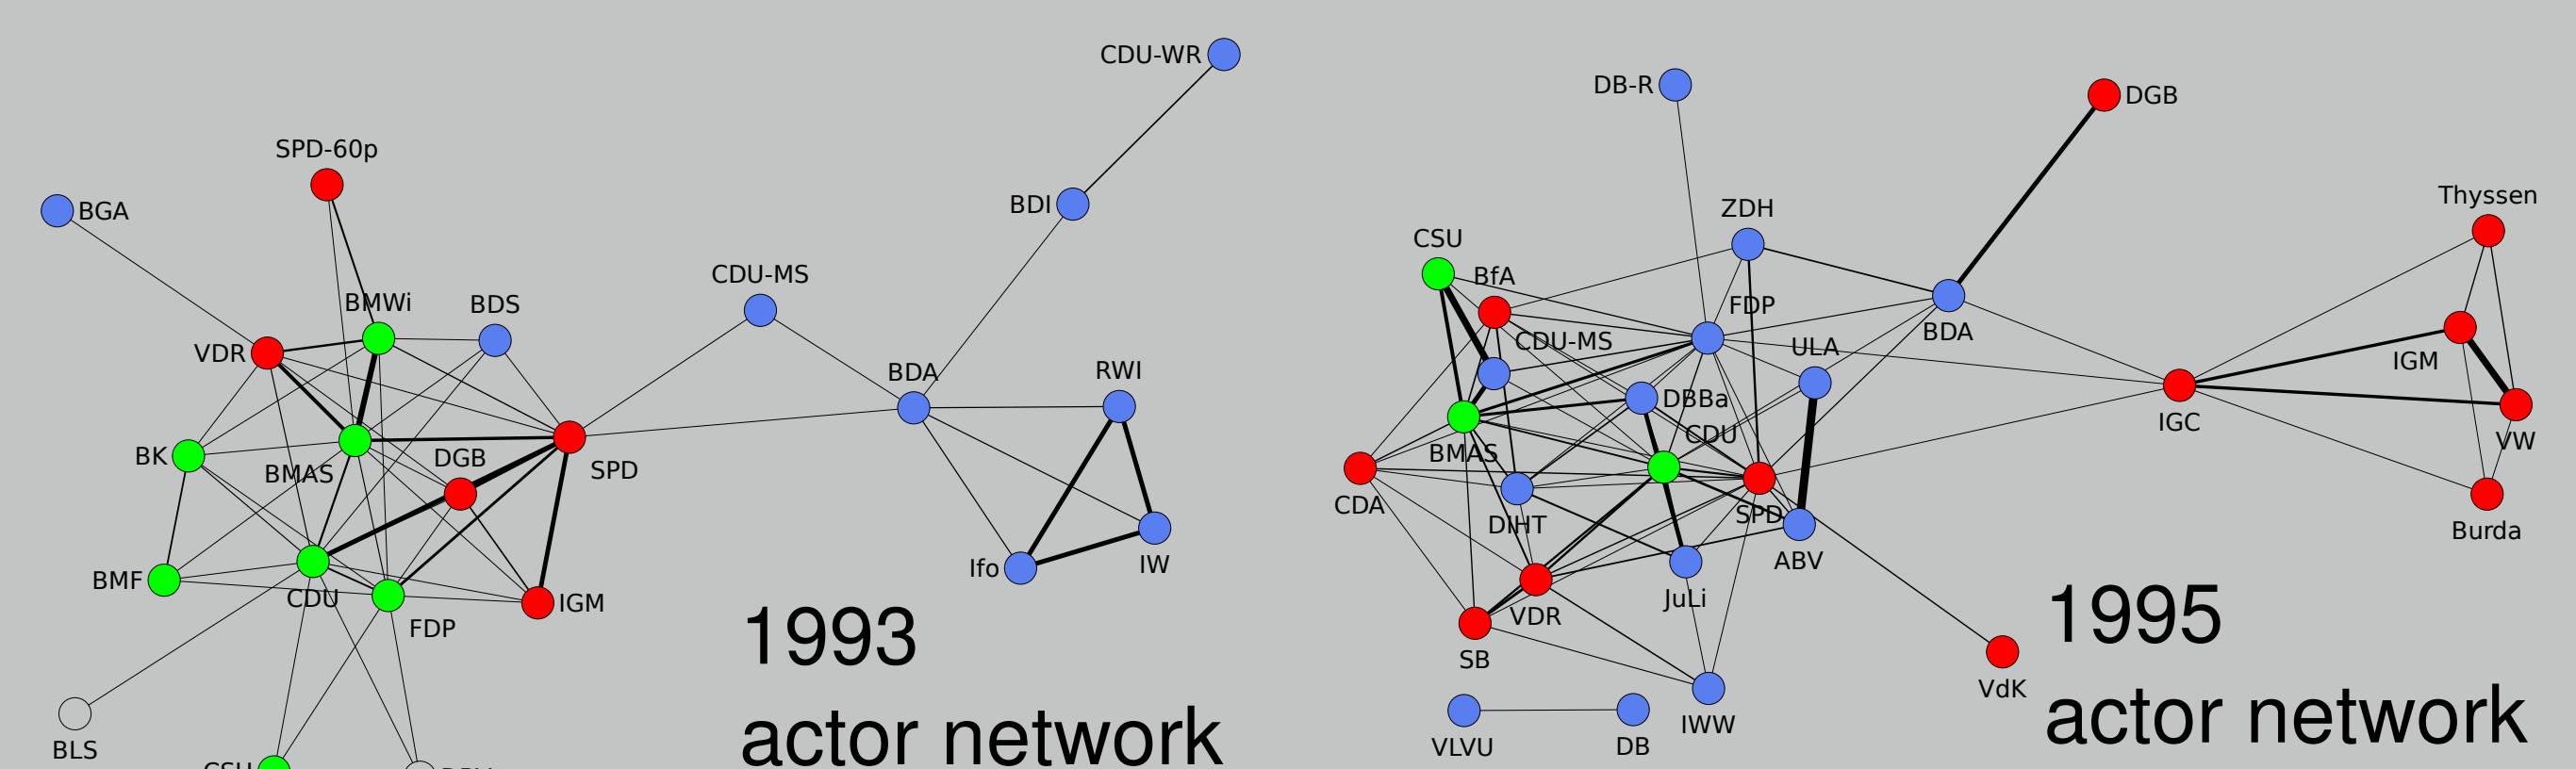 CDU-WR
SPD-60p
BGA
BDI
CDU-MS
BMWi
BDS
VDR
BDA
RWI
BK
BMAS
DGB
SPD
Ifo
IW
BMF
CDU
IGM
FDP
BLS
1993
actor network
DB-R
DGB
Thyssen
ZDH
CSU
BfA
FDP
BDA
CDU-MS
ULA
IGM
DBBa
IGC
CDU
VW
BMAS
CDA
DIHT
SPD
Burda
ABV
JuLi
VDR
SB
VdK
IWW
VLVU
DB
1995
actor network